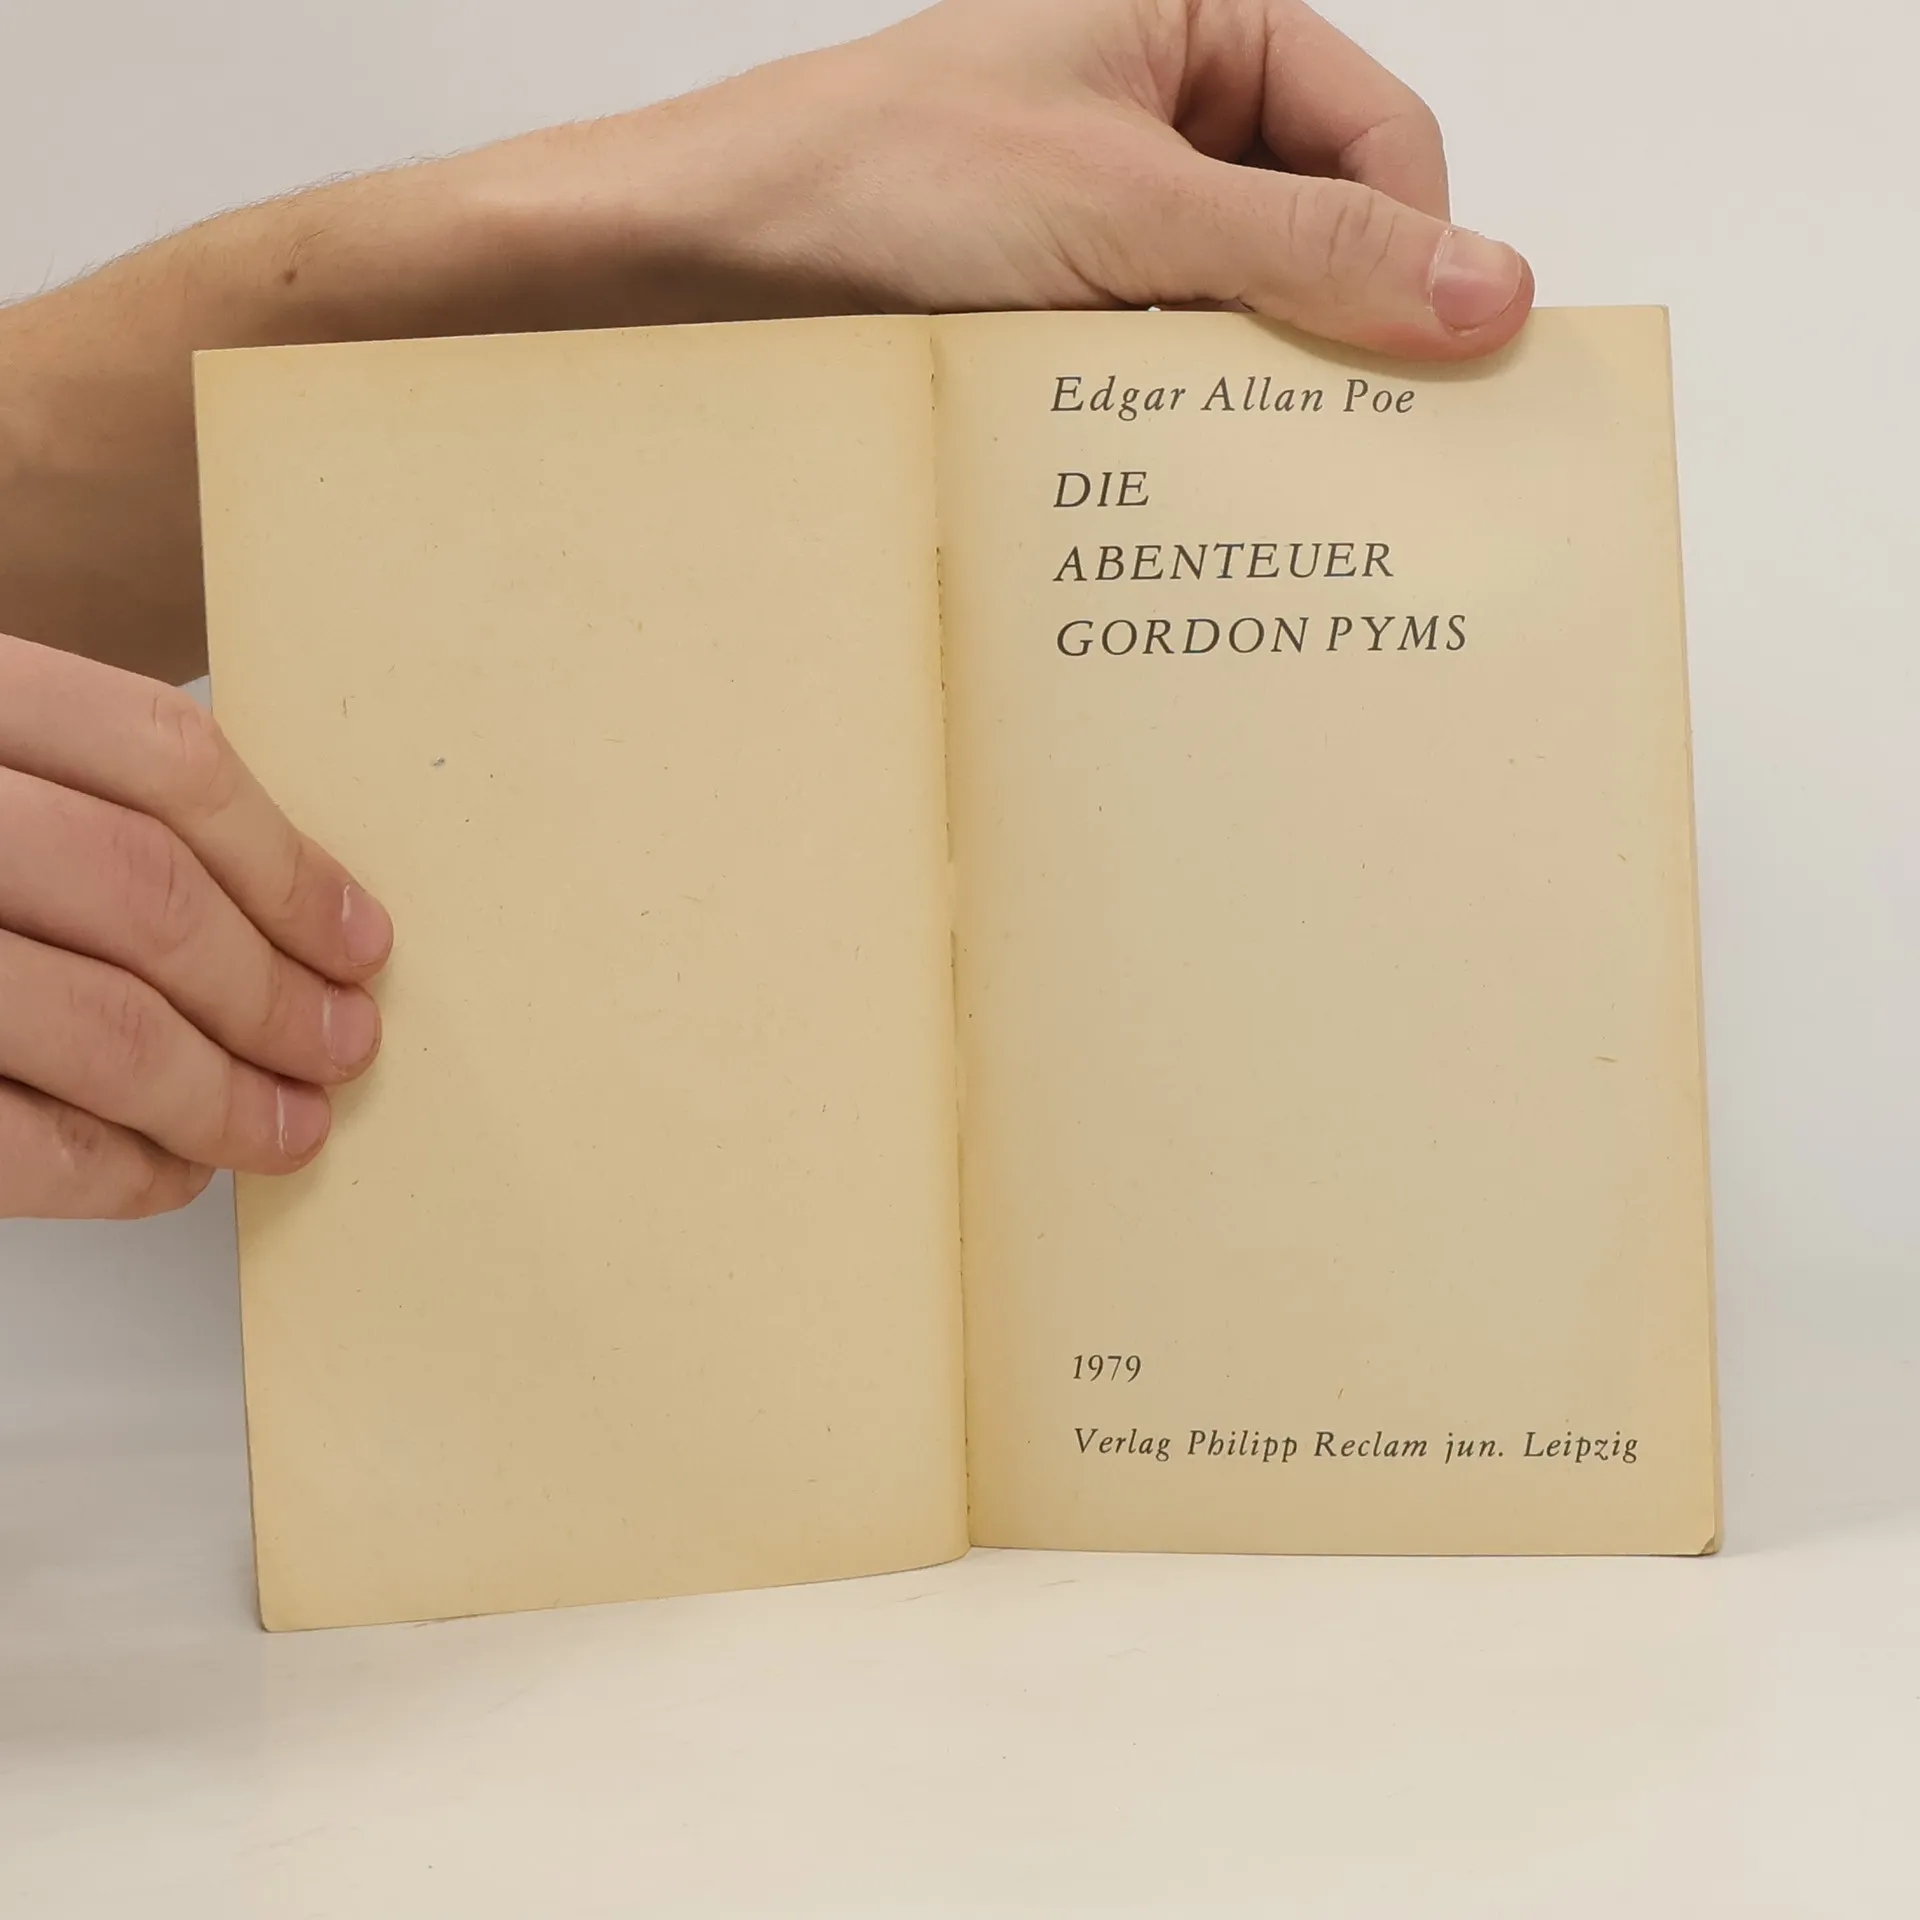 Edgar Allan Poe
DIE
ABENTEUER
GORDON PYMS
1979
Verlag Philipp Reclam jun. Leipzig